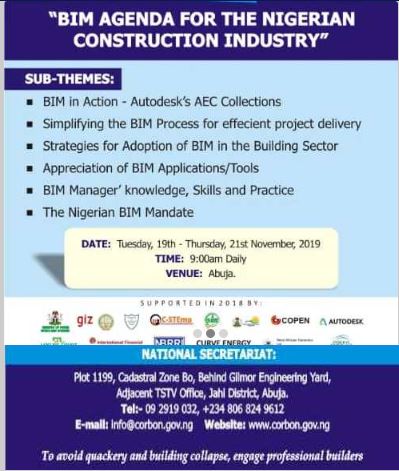 "BIM AGENDA FOR THE NIGERIAN
CONSTRUCTION INDUSTRY"
SUB-THEMES:
▪ BIM in Action - Autodesk's AEC Collections
▪ Simplifying the BIM Process for effecient project delivery
▪ Strategies for Adoption of BIM in the Building Sector
▪ Appreciation of BIM Applications/Tools
▪ BIM Manager' knowledge, Skills and Practice
▪ The Nigerian BIM Mandate
DATE: Tuesday, 19th - Thursday, 21st November, 2019
TIME: 9:00am Daily
VENUE: Abuja.
SUPPORTED IN 2018 BY:
giz C-STEma COPEN AUTODESK
International Financial NBRRI CURVE ENERGY
NATIONAL SECRETARIAT:
Plot 1199, Cadastral Zone Bo, Behind Gilmor Engineering Yard,
Adjacent TSTV Office, Jahi District, Abuja.
Tel:- 09 2919 032, +234 806 824 9612
E-mail: info@corbon.gov.ng Website: www.corbon.gov.ng
To avoid quackery and building collapse, engage professional builders